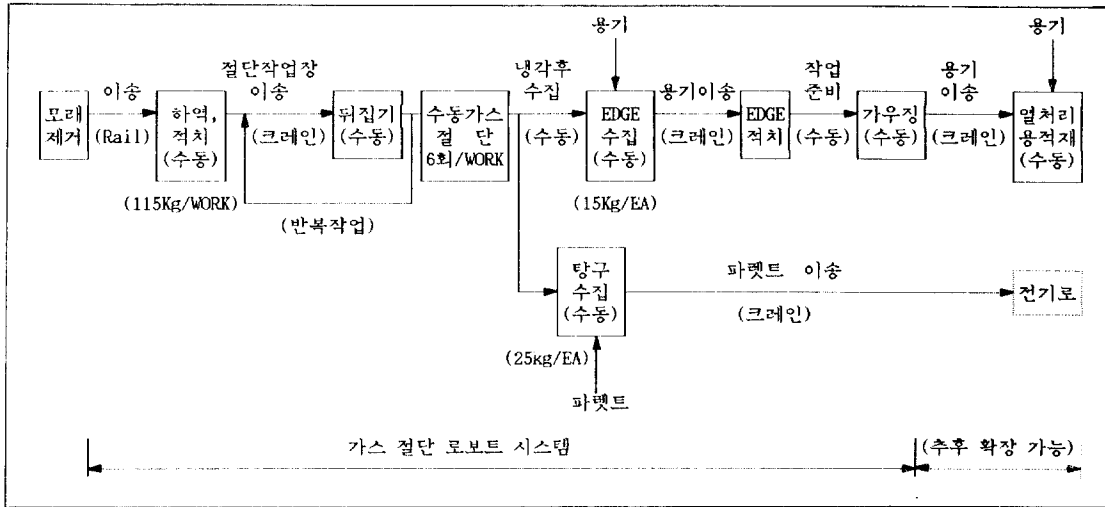 용기
용기
모래
제거
이송
(Rail)
하역,
적치
(수동)
(115Kg/WORK)
절단작업장
이송
(크레인)
뒤집기
(수동)
(반복작업)
수동가스
절 단
6회/WORK
냉각후
수집
(수동)
EDGE
수집
(수동)
(15Kg/EA)
용기이송
(크레인)
EDGE
적치
작업
준비
(수동)
가우징
(수동)
용기
이송
(크레인)
열처리
용적재
(수동)
탕구
수집
(수동)
(25Kg/EA)
파렛트
파렛트 이송
(크레인)
전기로
가스 절단 로보트 시스템
(추후 확장 가능)